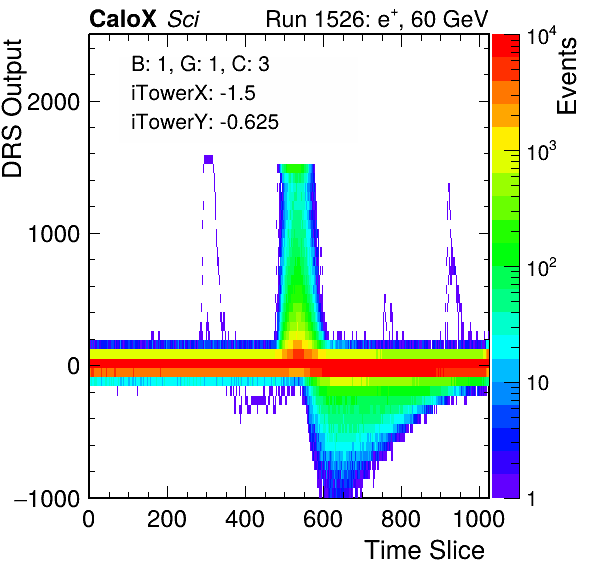 CaloX Sci Run 1526: e⁺, 60 GeV
B: 1, G: 1, C: 3
iTowerX: -1.5
iTowerY: -0.625
DRS Output
2000
1000
0
−1000
0 200 400 600 800 1000
Time Slice
Events
10⁴
10³
10²
10
1